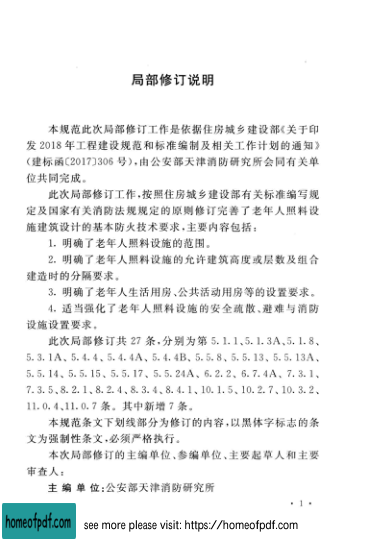 局部修订说明
本规范此次局部修订工作是依据住房城乡建设部《关于印
发 2018 年工程建设规范和标准编制及相关工作计划的通知》
(建标函〔2017〕306 号),由公安部天津消防研究所会同有关单
位共同完成。
此次局部修订工作,按照住房城乡建设部有关标准编写规
定及国家有关消防法规规定的原则修订完善了老年人照料设
施建筑设计的基本防火技术要求,主要内容包括:
1. 明确了老年人照料设施的范围。
2. 明确了老年人照料设施的允许建筑高度或层数及组合
建造时的分隔要求。
3. 明确了老年人生活用房、公共活动用房等的设置要求。
4. 适当强化了老年人照料设施的安全疏散、避难与消防
设施设置要求。
此次局部修订共 27 条,分别为第 5.1.1、5.1.3A、5.1.8、
5.3.1A、5.4.4、5.4.4A、5.4.4B、5.5.8、5.5.13、5.5.13A、
5.5.14、5.5.15、5.5.17、5.5.24A、6.2.2、6.7.4A、7.3.1、
7.3.5、8.2.1、8.2.4、8.3.4、8.4.1、10.1.5、10.2.7、10.3.2、
11.0.4、11.0.7 条。其中新增 7 条。
本规范条文下划线部分为修订的内容,以黑体字标志的条
文为强制性条文,必须严格执行。
本次局部修订的主编单位、参编单位、主要起草人和主要
审查人:
主 编 单 位:公安部天津消防研究所
· 1 ·
homeofpdf.com
see more please visit: https://homeofpdf.com